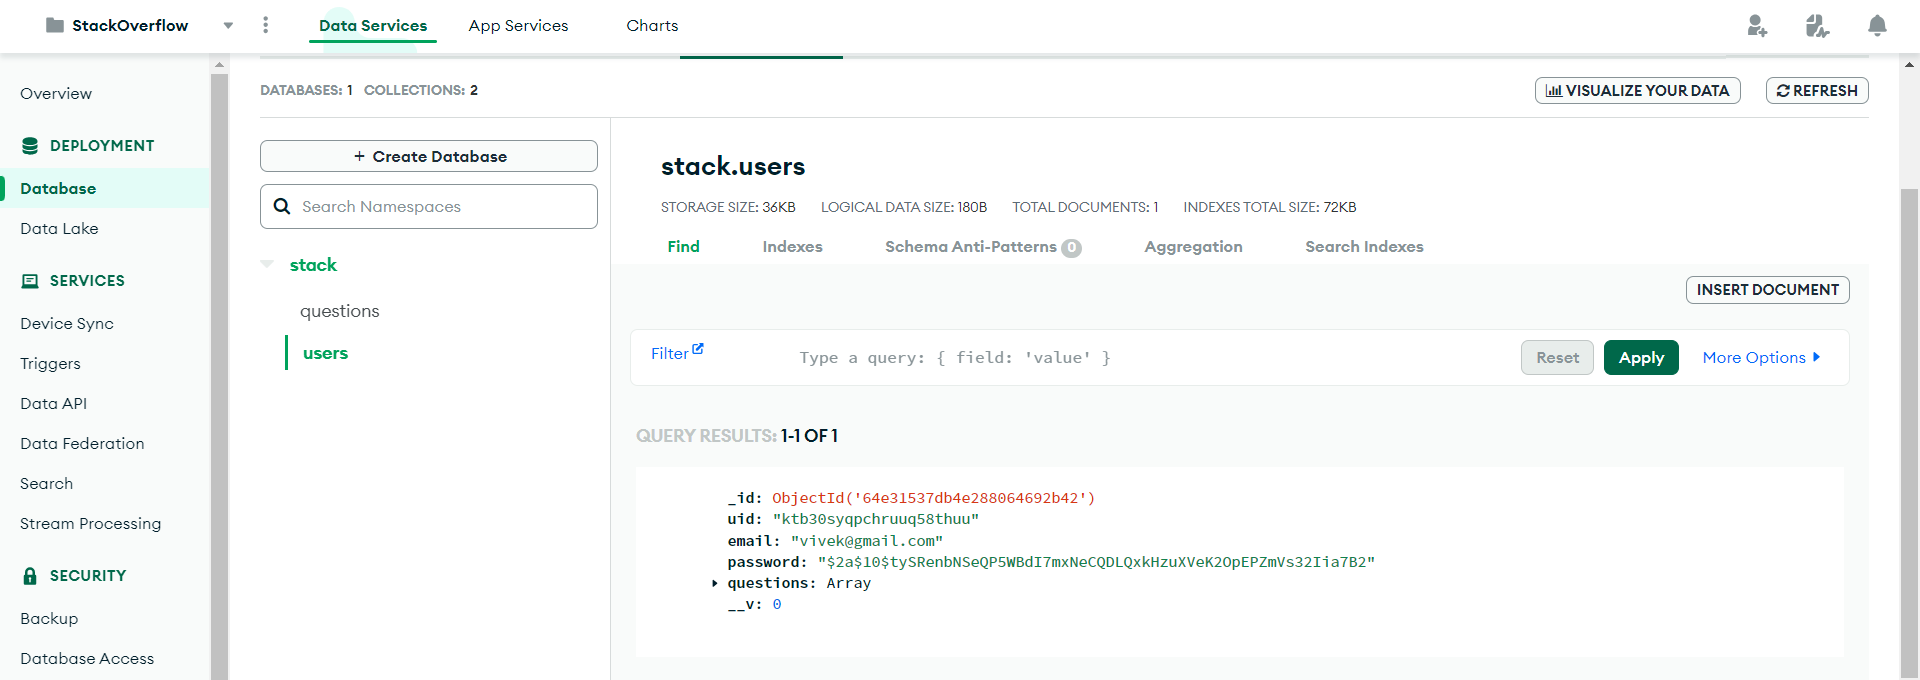 StackOverflow
Data Services
App Services
Charts
Overview
DEPLOYMENT
Database
Data Lake
SERVICES
Device Sync
Triggers
Data API
Data Federation
Search
Stream Processing
SECURITY
Backup
Database Access
DATABASES: 1 COLLECTIONS: 2
VISUALIZE YOUR DATA
REFRESH
+ Create Database
Search Namespaces
stack
questions
users
stack.users
STORAGE SIZE: 36KB LOGICAL DATA SIZE: 180B TOTAL DOCUMENTS: 1 INDEXES TOTAL SIZE: 72KB
Find Indexes Schema Anti-Patterns 0 Aggregation Search Indexes
INSERT DOCUMENT
Filter Type a query: { field: 'value' } Reset Apply More Options
QUERY RESULTS: 1-1 OF 1
_id: ObjectId('64e31537db4e288064692b42')
uid: "ktb30syqpchruuq58thuu"
email: "vivek@gmail.com"
password: "$2a$10$tySRenbNSeQP5WBdI7mxNeCQDLQxkHzuXVeK2OpEPZmVs32Iia7B2"
questions: Array
__v: 0